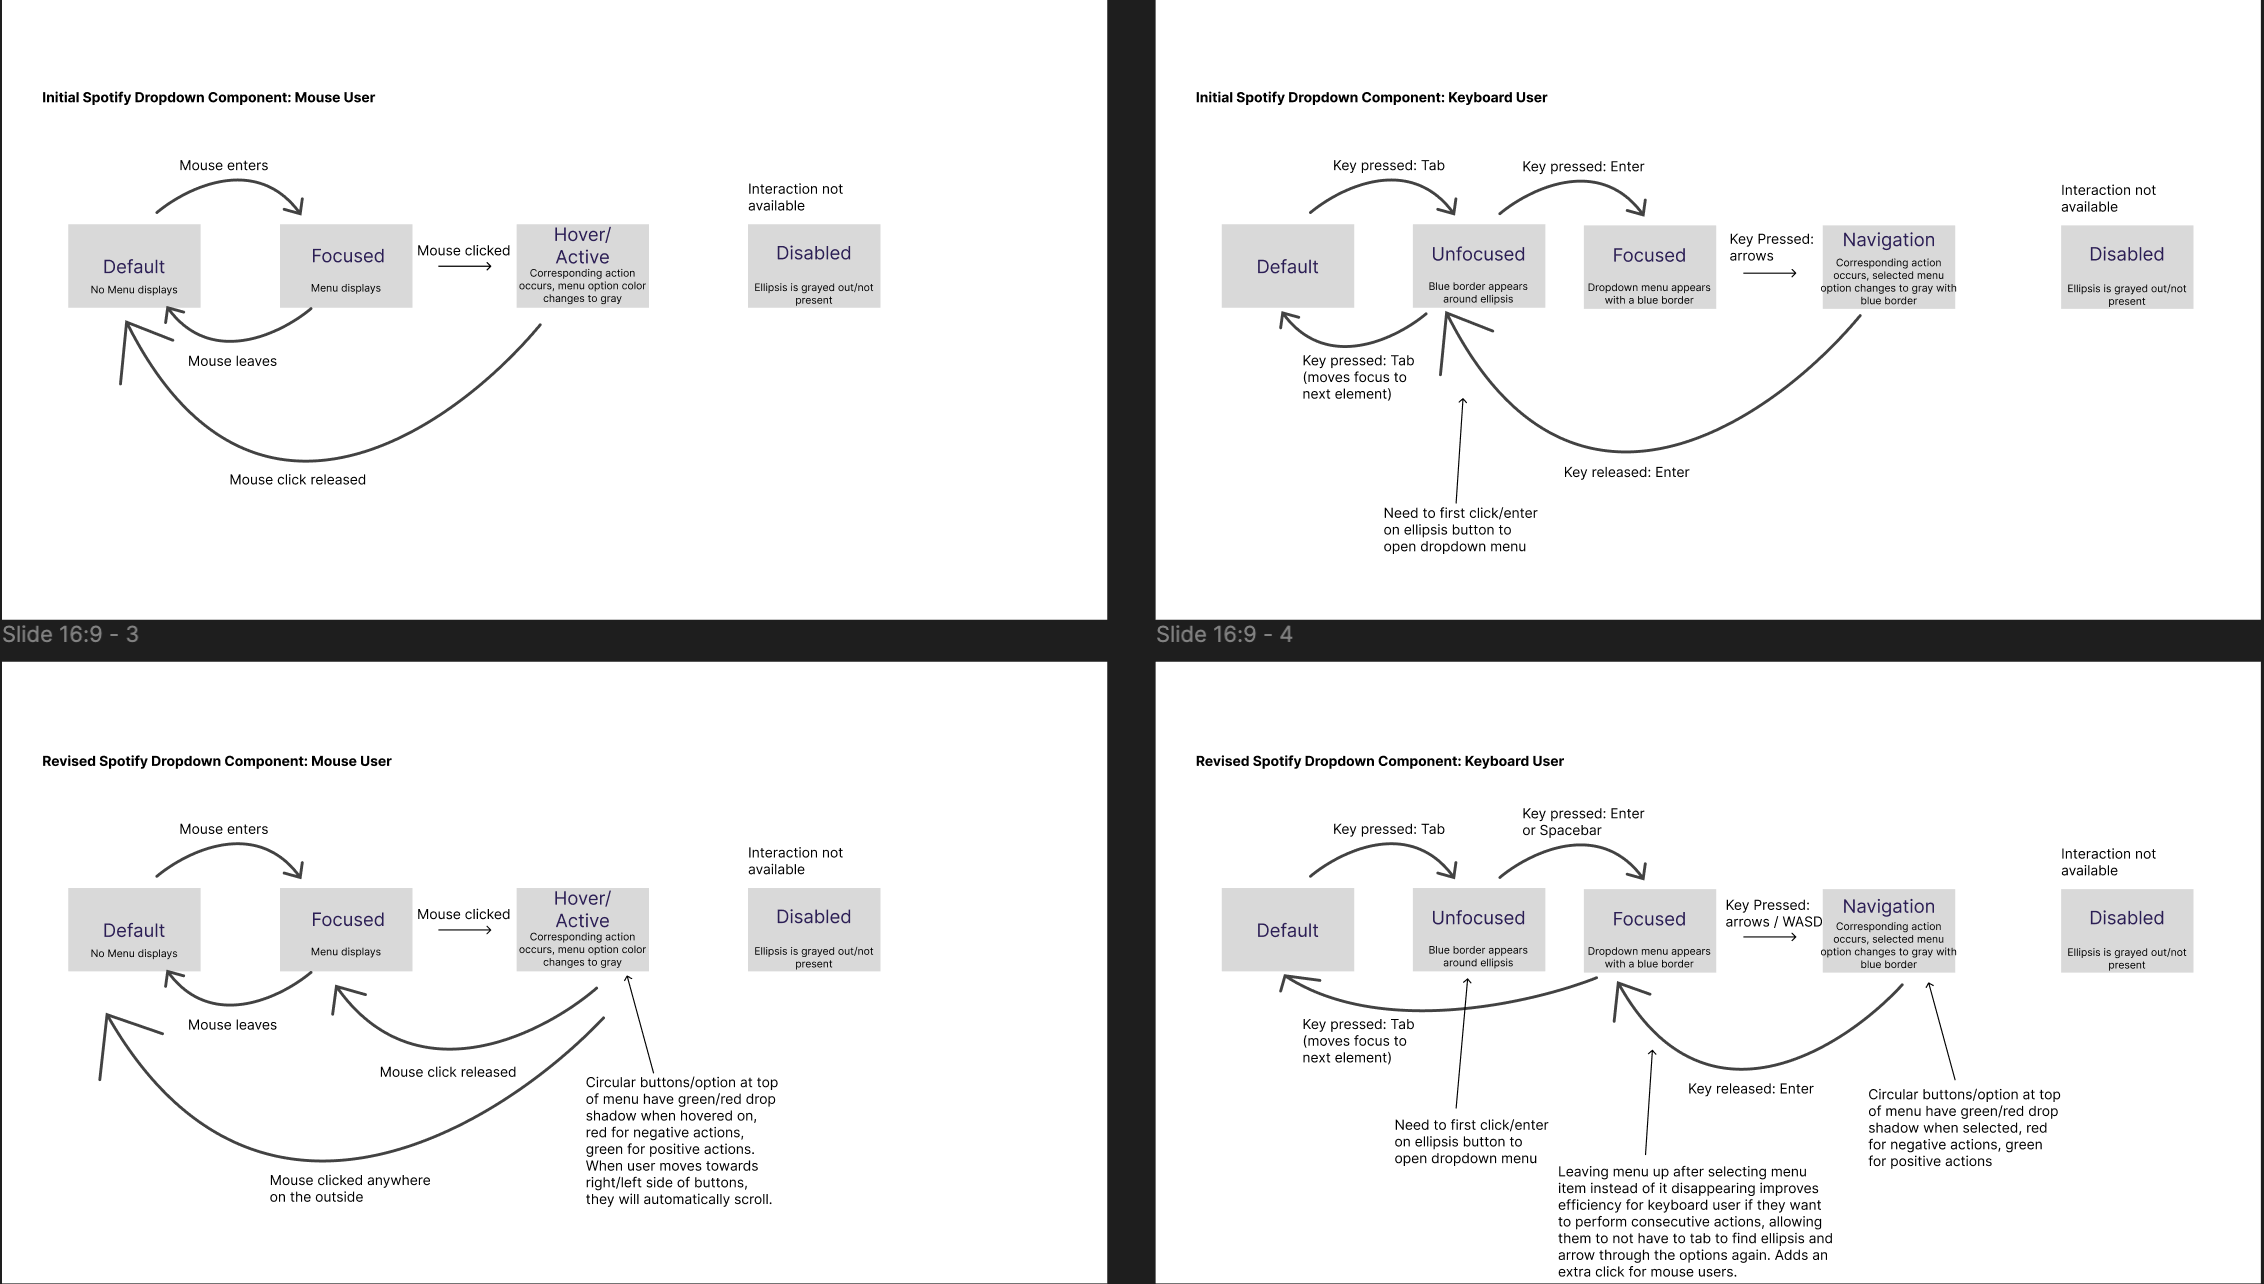 Initial Spotify Dropdown Component: Mouse User
Mouse enters
Interaction not
available
Default
No Menu displays
Focused
Menu displays
Mouse clicked
Hover/
Active
Corresponding action
occurs, menu option color
changes to gray
Disabled
Ellipsis is grayed out/not
present
Mouse leaves
Mouse click released
Initial Spotify Dropdown Component: Keyboard User
Key pressed: Tab
Key pressed: Enter
Interaction not
available
Default
Unfocused
Blue border appears
around ellipsis
Focused
Dropdown menu appears
with a blue border
Key Pressed:
arrows
Navigation
Corresponding action
occurs, selected menu
option changes to gray with
blue border
Disabled
Ellipsis is grayed out/not
present
Key pressed: Tab
(moves focus to
next element)
Key released: Enter
Need to first click/enter
on ellipsis button to
open dropdown menu
Slide 16:9 - 3
Slide 16:9 - 4
Revised Spotify Dropdown Component: Mouse User
Mouse enters
Interaction not
available
Default
No Menu displays
Focused
Menu displays
Mouse clicked
Hover/
Active
Corresponding action
occurs, menu option color
changes to gray
Disabled
Ellipsis is grayed out/not
present
Mouse leaves
Mouse click released
Circular buttons/option at top
of menu have green/red drop
shadow when hovered on,
red for negative actions,
green for positive actions.
When user moves towards
right/left side of buttons,
they will automatically scroll.
Mouse clicked anywhere
on the outside
Revised Spotify Dropdown Component: Keyboard User
Key pressed: Tab
Key pressed: Enter
or Spacebar
Interaction not
available
Default
Unfocused
Blue border appears
around ellipsis
Focused
Dropdown menu appears
with a blue border
Key Pressed:
arrows / WASD
Navigation
Corresponding action
occurs, selected menu
option changes to gray with
blue border
Disabled
Ellipsis is grayed out/not
present
Key pressed: Tab
(moves focus to
next element)
Key released: Enter
Circular buttons/option at top
of menu have green/red drop
shadow when selected, red
for negative actions, green
for positive actions
Need to first click/enter
on ellipsis button to
open dropdown menu
Leaving menu up after selecting menu
item instead of it disappearing improves
efficiency for keyboard user if they want
to perform consecutive actions, allowing
them to not have to tab to find ellipsis and
arrow through the options again. Adds an
extra click for mouse users.